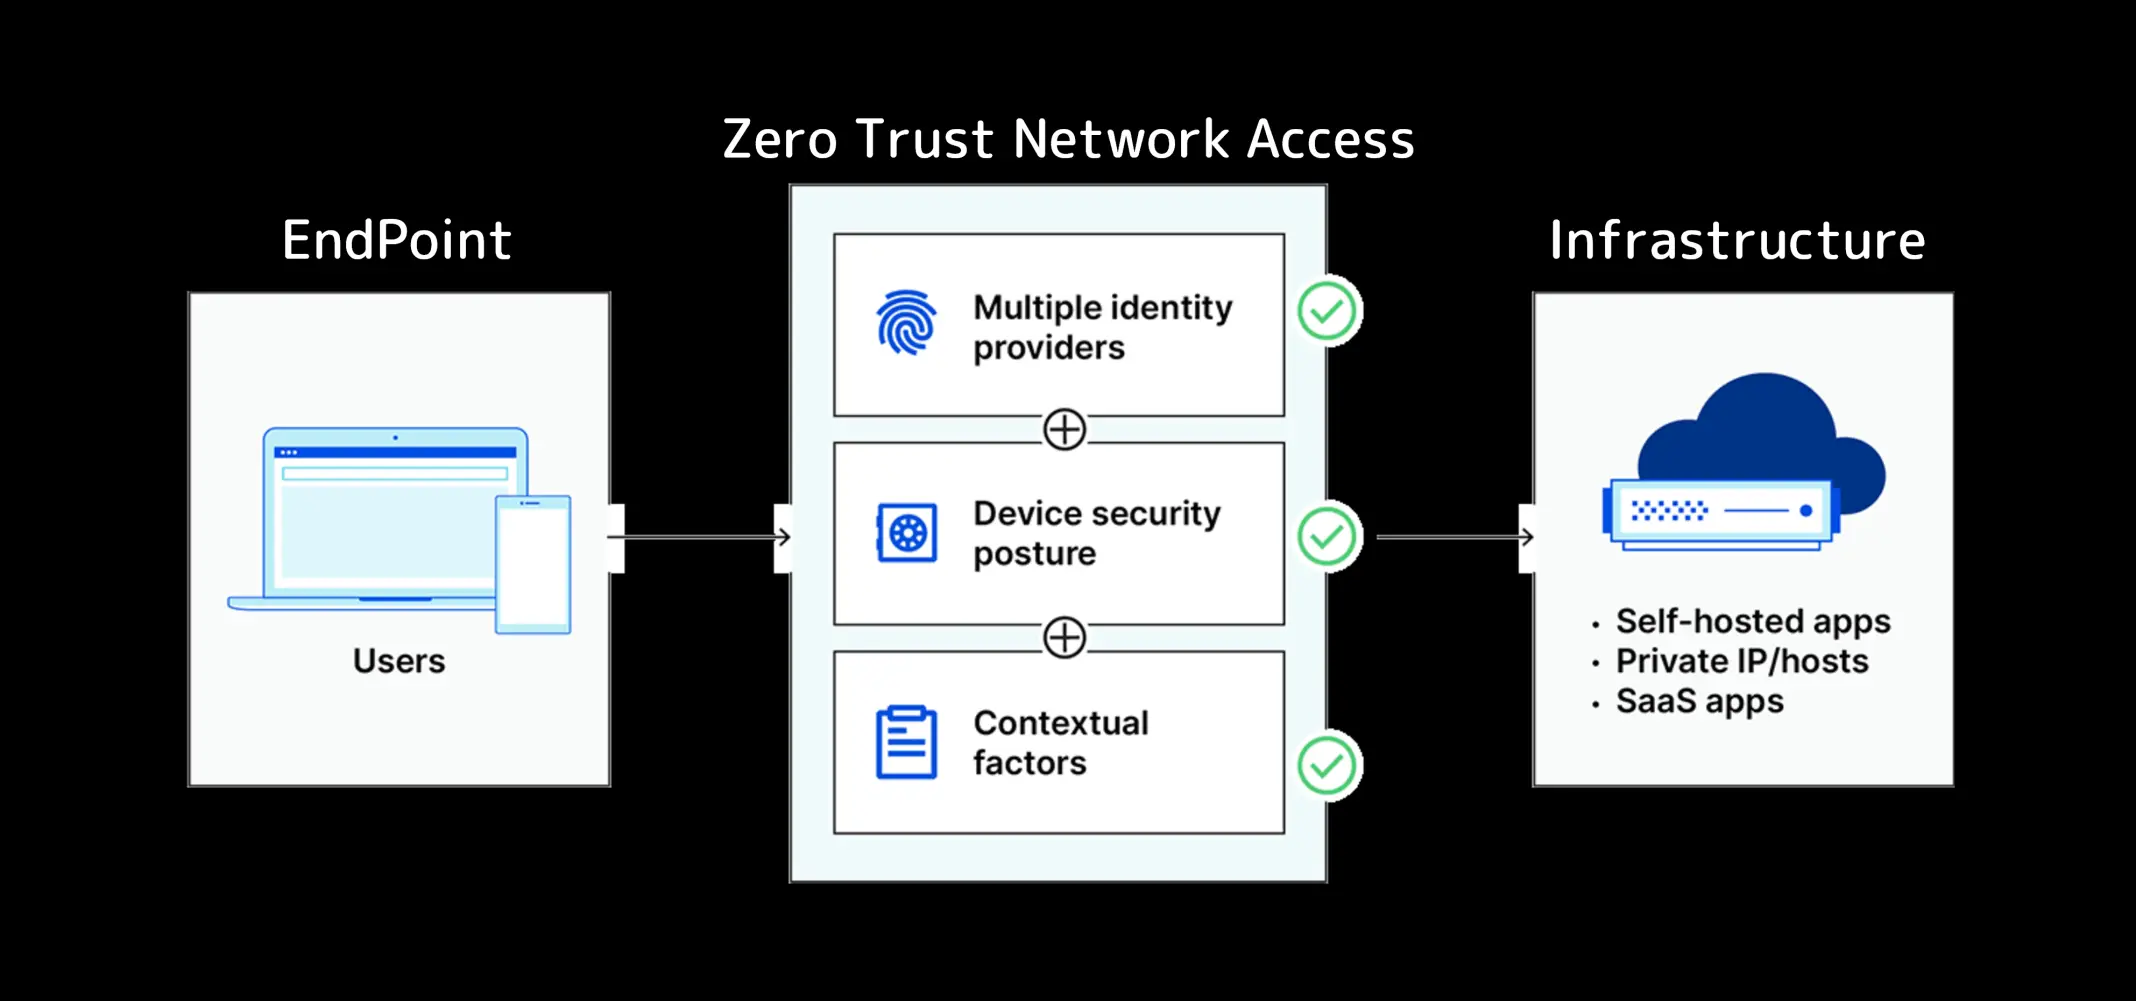 Zero Trust Network Access
EndPoint
Users
Multiple identity
providers
Device security
posture
Contextual
factors
Infrastructure
• Self-hosted apps
• Private IP/hosts
• SaaS apps